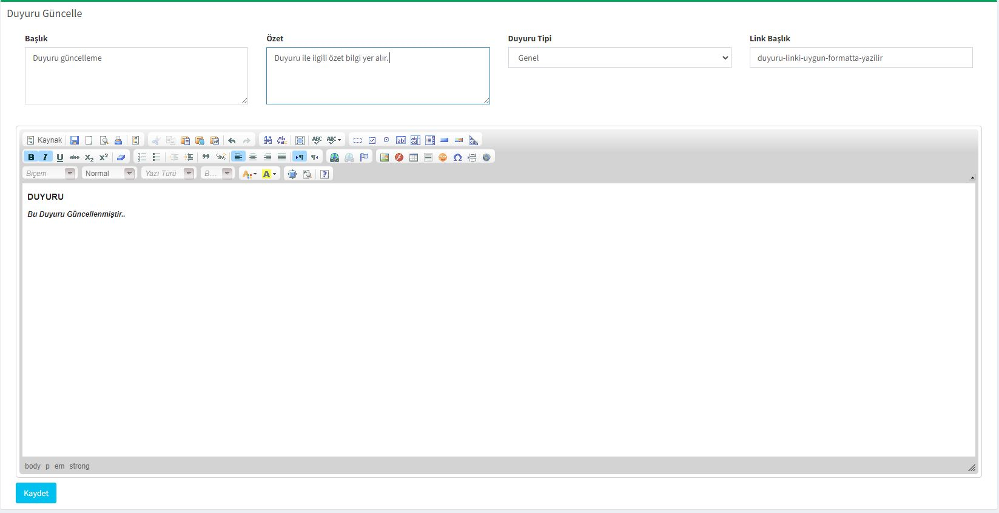 Duyuru Güncelle
Başlık
Özet
Duyuru Tipi
Link Başlık
Duyuru güncelleme
Duyuru ile ilgili özet bilgi yer alır.
Genel
duyuru-linki-uygun-formatta-yazilir
Kaynak
Biçem
Normal
Yazı Türü
B...
DUYURU
Bu Duyuru Güncellenmiştir..
body p em strong
Kaydet